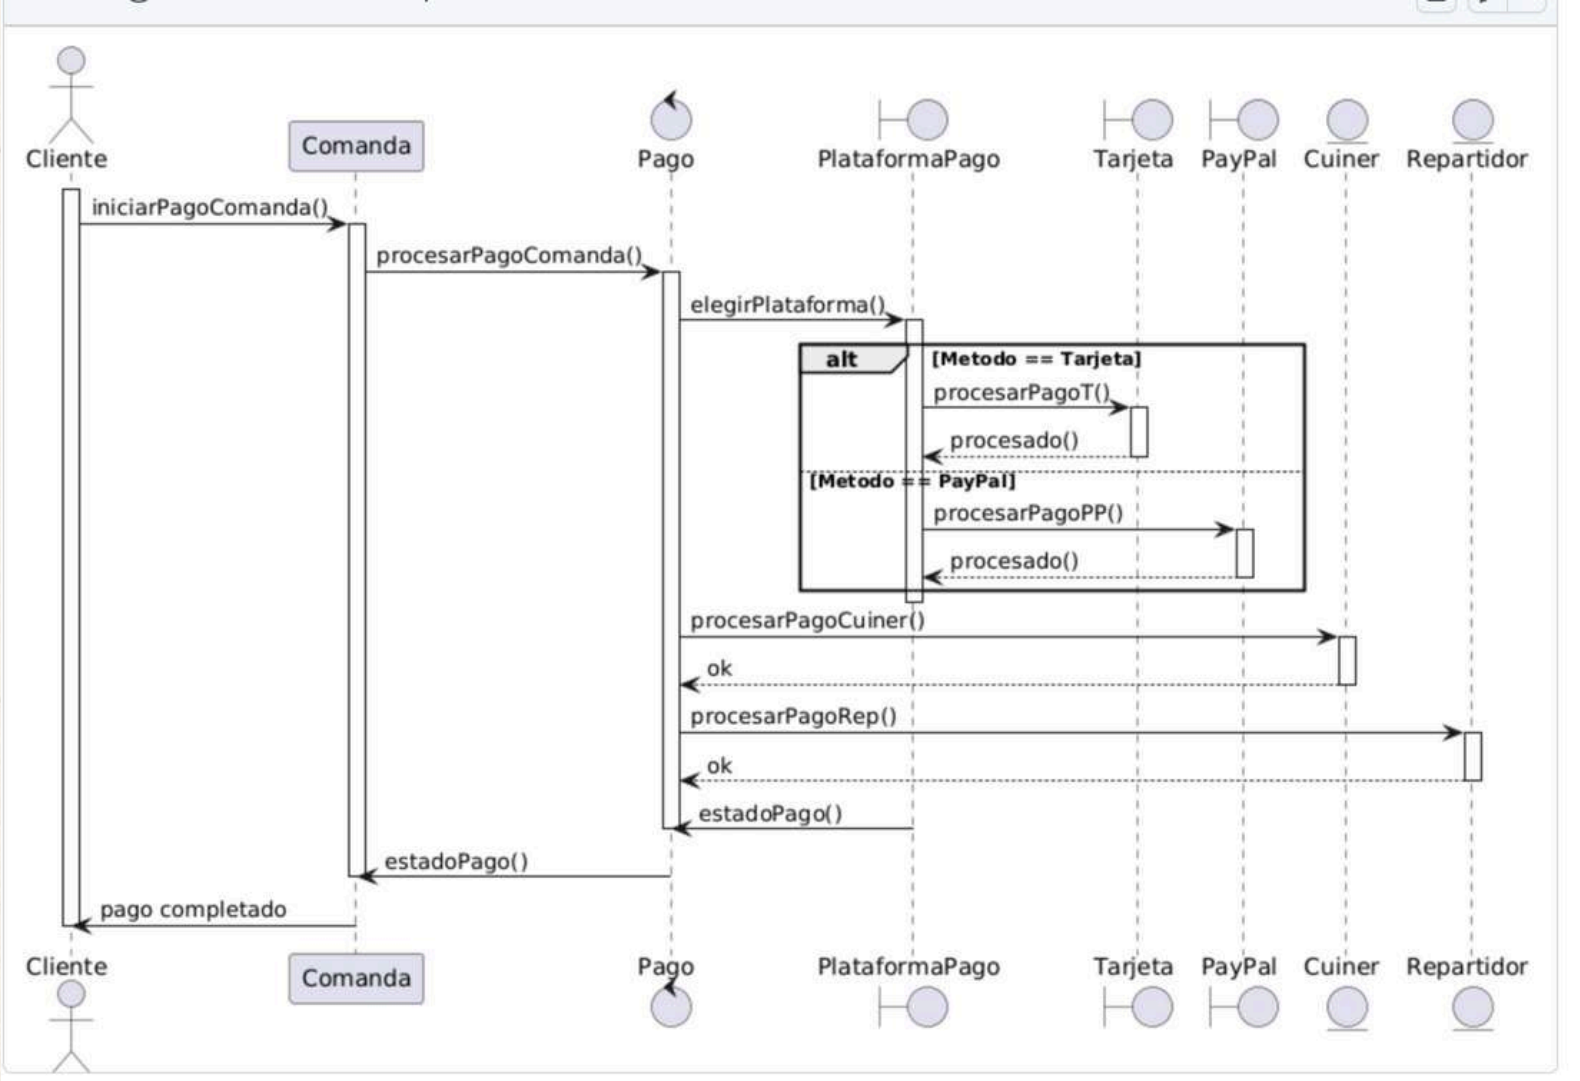 Cliente
Comanda
Pago
PlataformaPago
Tarjeta
PayPal
Cuiner
Repartidor
iniciarPagoComanda()
procesarPagoComanda()
elegirPlataforma()
alt
[Metodo == Tarjeta]
procesarPagoT()
procesado()
[Metodo == PayPal]
procesarPagoPP()
procesado()
procesarPagoCuiner()
ok
procesarPagoRep()
ok
estadoPago()
estadoPago()
pago completado
Cliente
Comanda
Pago
PlataformaPago
Tarjeta
PayPal
Cuiner
Repartidor